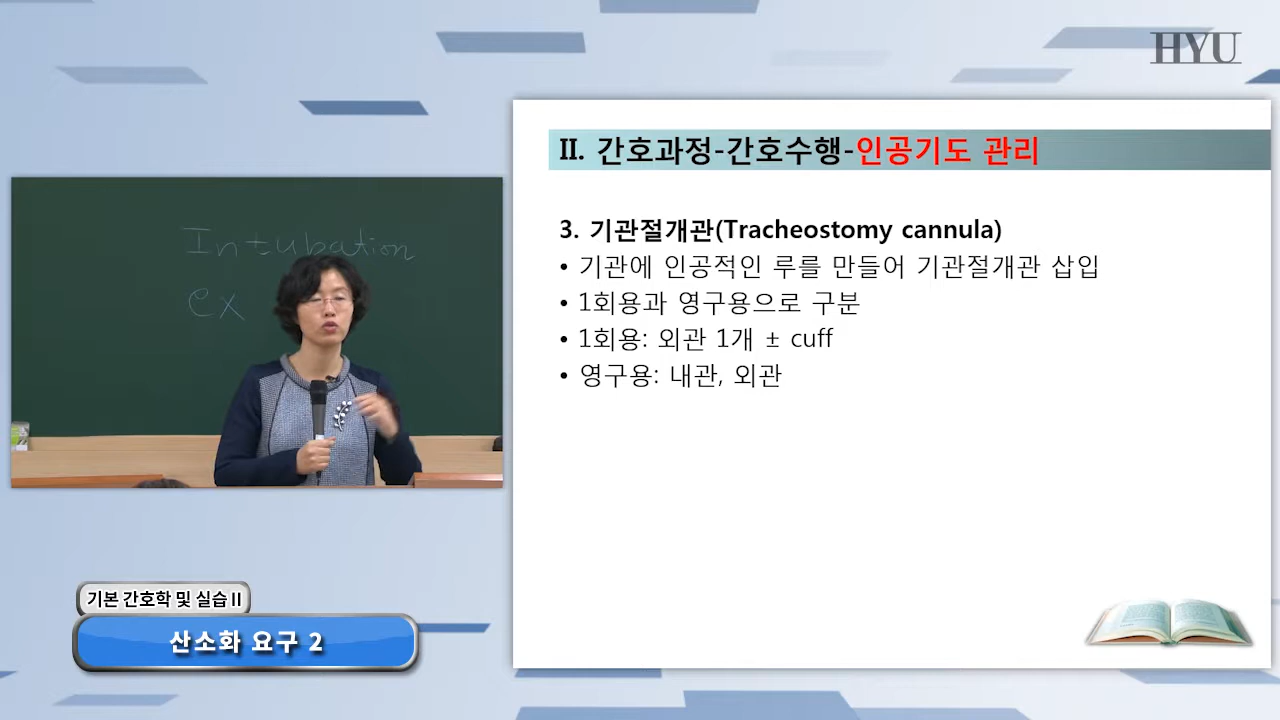 HYU
II. 간호과정-간호수행-인공기도 관리
Intubation
ex
3. 기관절개관(Tracheostomy cannula)
• 기관에 인공적인 루를 만들어 기관절개관 삽입
• 1회용과 영구용으로 구분
• 1회용: 외관 1개 ± cuff
• 영구용: 내관, 외관
기본 간호학 및 실습 II
산소화 요구 2